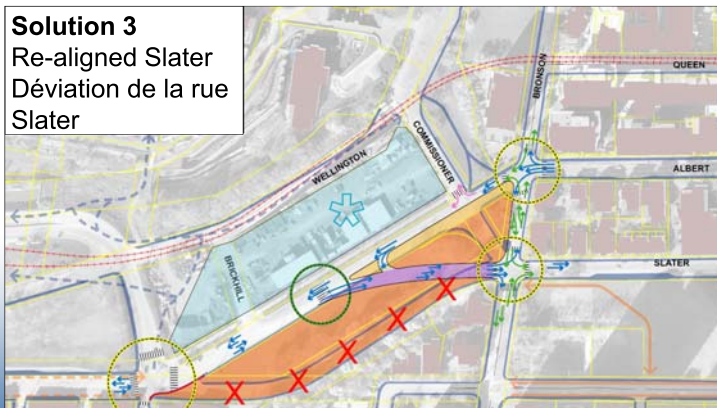 Solution 3
Re-aligned Slater
Déviation de la rue
Slater
QUEEN
BRONSON
COMMISSIONER
WELLINGTON
ALBERT
BRICKHILL
SLATER